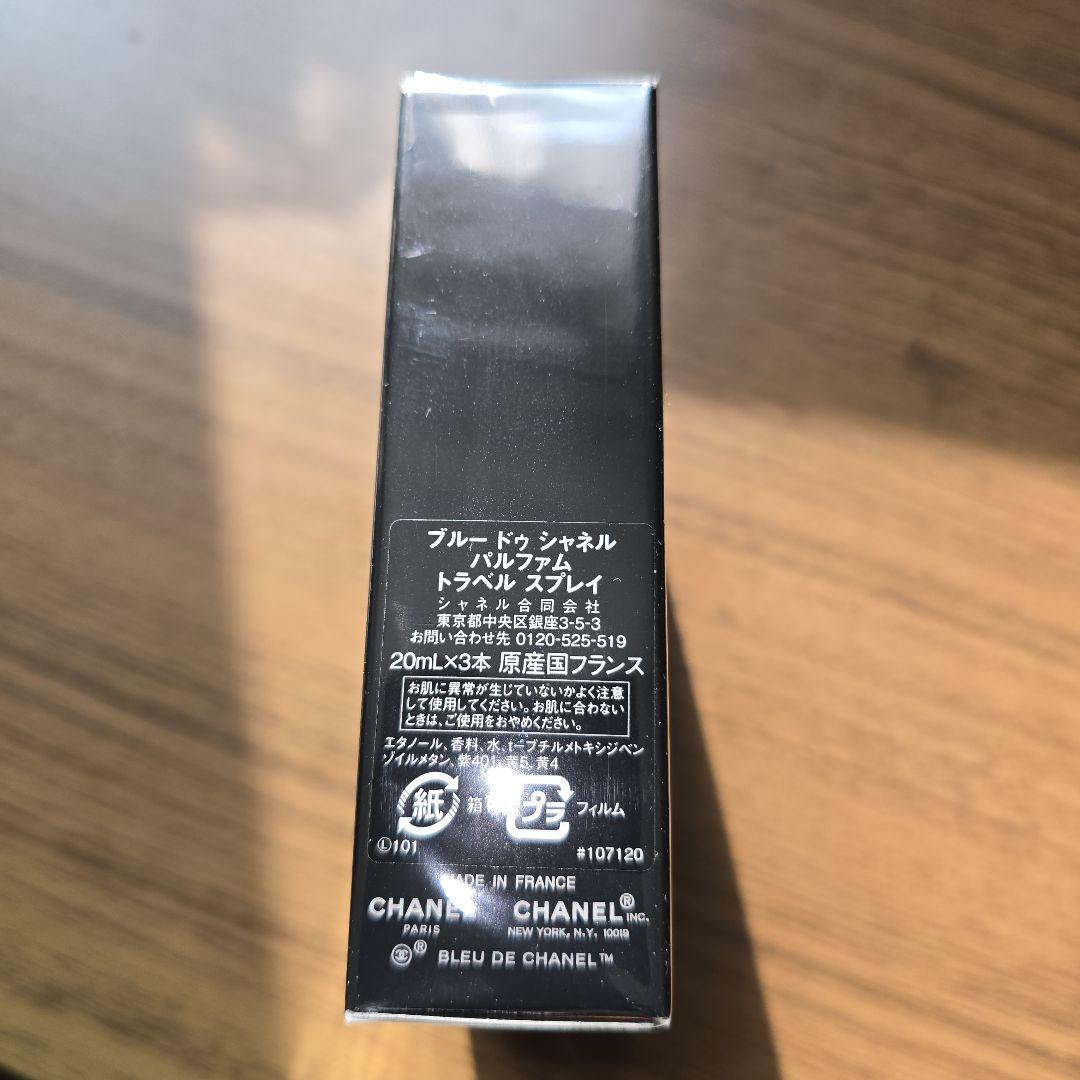 ブルー ドゥ シャネル
パルファム
トラベル スプレイ
シャネル合同会社
東京都中央区銀座3-5-3
お問い合わせ先 0120-525-519
20mL×3本 原産国フランス
お肌に異常が生じていないかよく注意
して使用してください。お肌に合わない
ときは、ご使用をおやめください。
エタノール、香料、水、t-ブチルメトキシジベン
ゾイルメタン、紫401、黄5、黄4
紙 箱 プラ フィルム
Ⓛ101 #107120
MADE IN FRANCE
CHANEL CHANEL® INC.
PARIS NEW YORK, N.Y. 10019
® BLEU DE CHANEL™